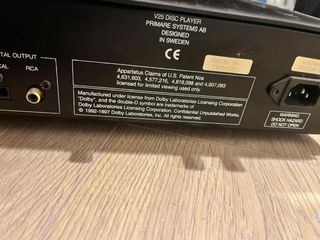 V25 DISC PLAYER
PRIMARE SYSTEMS AB
DESIGNED
IN SWEDEN
CE
TAL OUTPUT
CAL RCA
Appartatus Claims of U.S. Patent Nos
4,631,603, 4,577,216, 4,819,098 and 4,907,093
licensed for limited viewing used only
Manufactured under license from Dolby Laboratories Licensing Corporation
"Dolby", and the double-D symbol are trademarks of
Dolby Laboratories Licensing Corporation. Confidential Unpublished Works.
© 1992-1997 Dolby Laboratories, Inc. All rights reserved
WARNING
SHOCK HAZARD
DO NOT OPEN